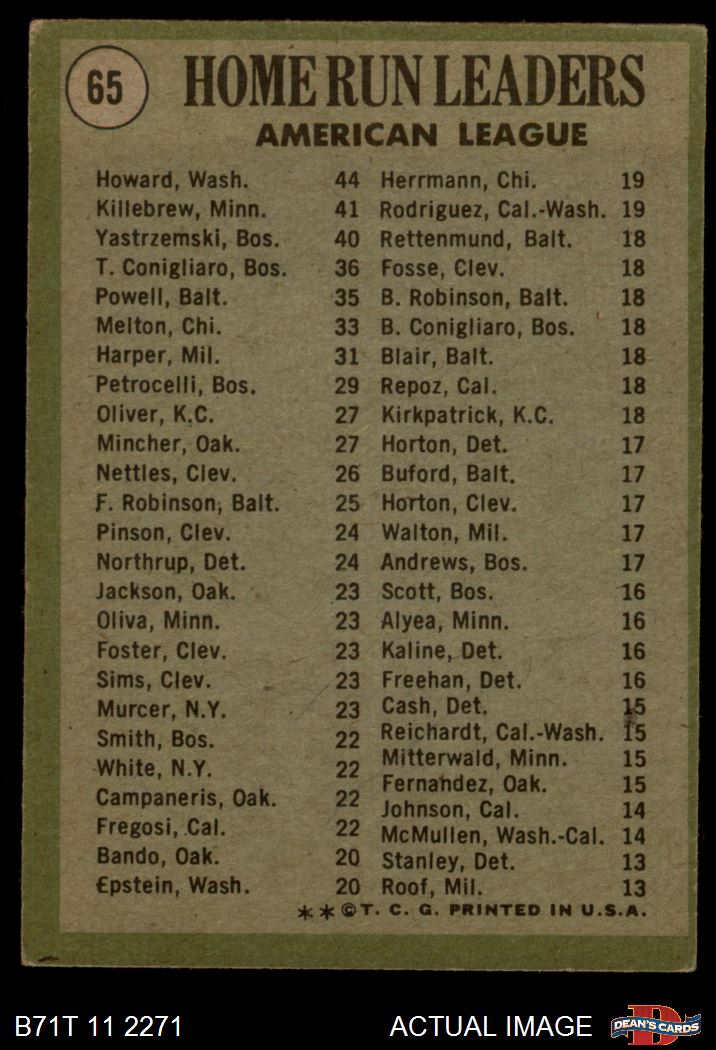 65
HOME RUN LEADERS
AMERICAN LEAGUE
Howard, Wash. 44
Killebrew, Minn. 41
Yastrzemski, Bos. 40
T. Conigliaro, Bos. 36
Powell, Balt. 35
Melton, Chi. 33
Harper, Mil. 31
Petrocelli, Bos. 29
Oliver, K.C. 27
Mincher, Oak. 27
Nettles, Clev. 26
F. Robinson, Balt. 25
Pinson, Clev. 24
Northrup, Det. 24
Jackson, Oak. 23
Oliva, Minn. 23
Foster, Clev. 23
Sims, Clev. 23
Murcer, N.Y. 23
Smith, Bos. 22
White, N.Y. 22
Campaneris, Oak. 22
Fregosi, Cal. 22
Bando, Oak. 20
Epstein, Wash. 20
Herrmann, Chi. 19
Rodriguez, Cal.-Wash. 19
Rettenmund, Balt. 18
Fosse, Clev. 18
B. Robinson, Balt. 18
B. Conigliaro, Bos. 18
Blair, Balt. 18
Repoz, Cal. 18
Kirkpatrick, K.C. 18
Horton, Det. 17
Buford, Balt. 17
Horton, Clev. 17
Walton, Mil. 17
Andrews, Bos. 17
Scott, Bos. 16
Alyea, Minn. 16
Kaline, Det. 16
Freehan, Det. 16
Cash, Det. 15
Reichardt, Cal.-Wash. 15
Mitterwald, Minn. 15
Fernandez, Oak. 15
Johnson, Cal. 14
McMullen, Wash.-Cal. 14
Stanley, Det. 13
Roof, Mil. 13
**©T. C. G. PRINTED IN U.S.A.
B71T 11 2271
ACTUAL IMAGE
DEAN'S CARDS